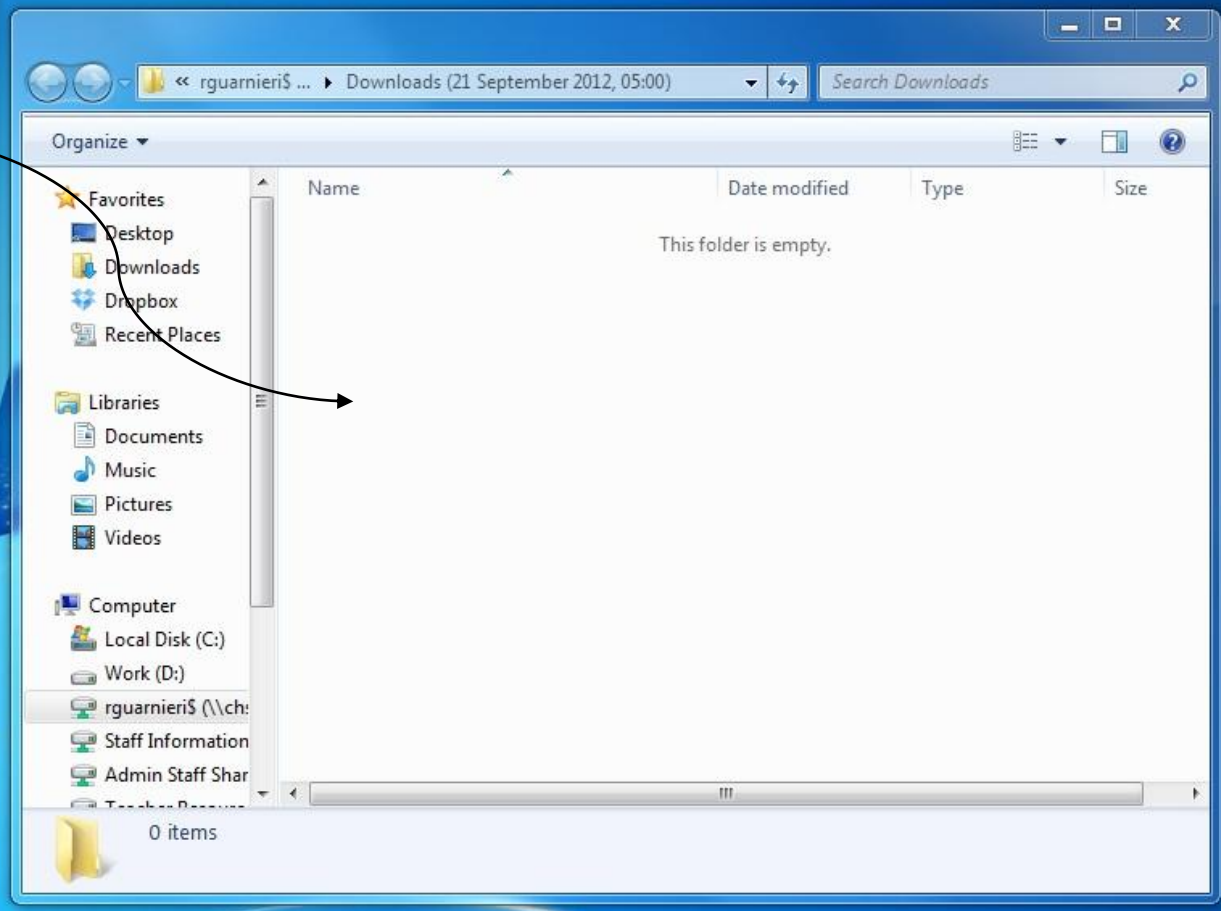 « rguarnieri$ ... Downloads (21 September 2012, 05:00)
Search Downloads
Organize
Name Date modified Type Size
This folder is empty.
Favorites
Desktop
Downloads
Dropbox
Recent Places
Libraries
Documents
Music
Pictures
Videos
Computer
Local Disk (C:)
Work (D:)
rguarnieri$ (\\chs
Staff Information
Admin Staff Shar
0 items